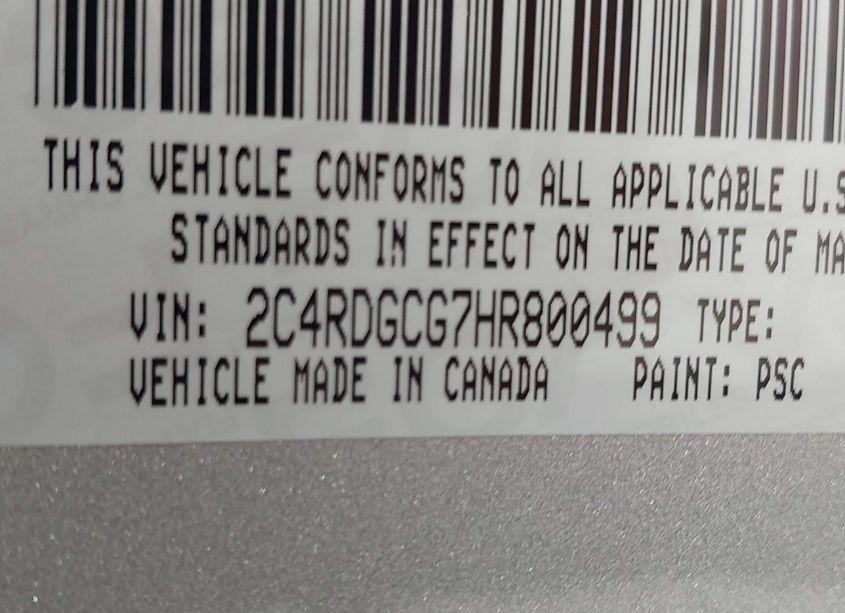 THIS VEHICLE CONFORMS TO ALL APPLICABLE U.S
STANDARDS IN EFFECT ON THE DATE OF MA
VIN: 2C4RDGCG7HR800499 TYPE:
VEHICLE MADE IN CANADA PAINT: PSC